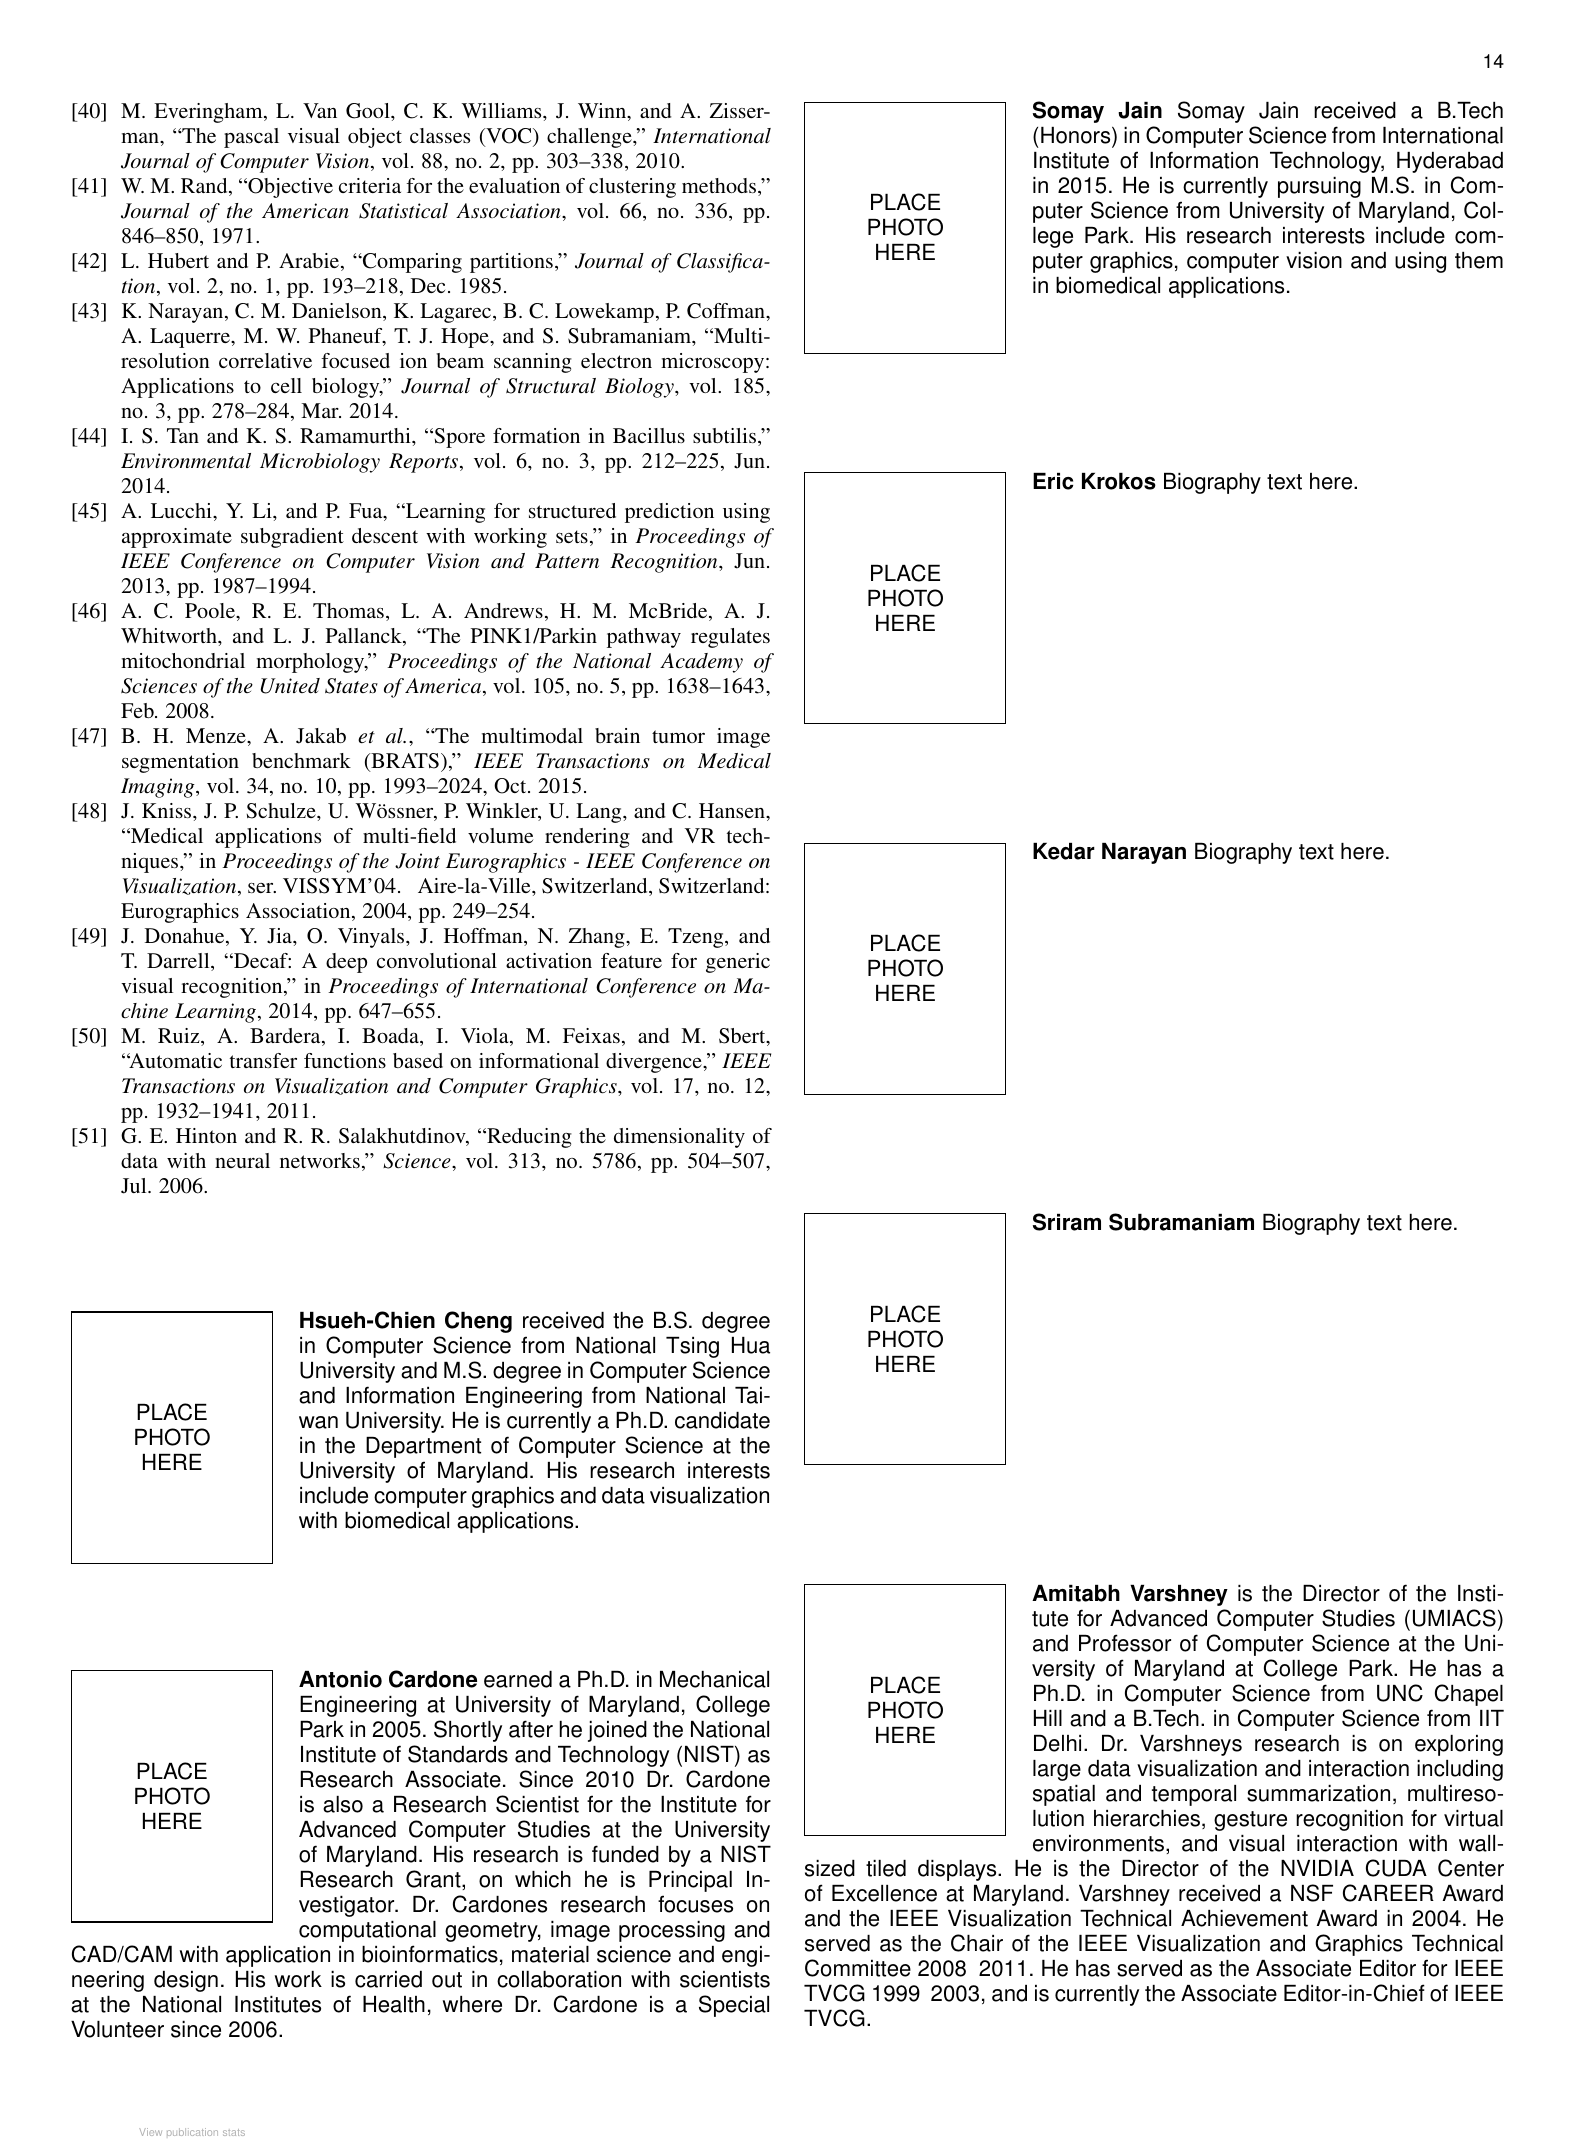 14
[40] M. Everingham, L. Van Gool, C. K. Williams, J. Winn, and A. Zisser-
man, “The pascal visual object classes (VOC) challenge,” International
Journal of Computer Vision, vol. 88, no. 2, pp. 303–338, 2010.
[41] W. M. Rand, “Objective criteria for the evaluation of clustering methods,”
Journal of the American Statistical Association, vol. 66, no. 336, pp.
846–850, 1971.
[42] L. Hubert and P. Arabie, “Comparing partitions,” Journal of Classifica-
tion, vol. 2, no. 1, pp. 193–218, Dec. 1985.
[43] K. Narayan, C. M. Danielson, K. Lagarec, B. C. Lowekamp, P. Coffman,
A. Laquerre, M. W. Phaneuf, T. J. Hope, and S. Subramaniam, “Multi-
resolution correlative focused ion beam scanning electron microscopy:
Applications to cell biology,” Journal of Structural Biology, vol. 185,
no. 3, pp. 278–284, Mar. 2014.
[44] I. S. Tan and K. S. Ramamurthi, “Spore formation in Bacillus subtilis,”
Environmental Microbiology Reports, vol. 6, no. 3, pp. 212–225, Jun.
2014.
[45] A. Lucchi, Y. Li, and P. Fua, “Learning for structured prediction using
approximate subgradient descent with working sets,” in Proceedings of
IEEE Conference on Computer Vision and Pattern Recognition, Jun.
2013, pp. 1987–1994.
[46] A. C. Poole, R. E. Thomas, L. A. Andrews, H. M. McBride, A. J.
Whitworth, and L. J. Pallanck, “The PINK1/Parkin pathway regulates
mitochondrial morphology,” Proceedings of the National Academy of
Sciences of the United States of America, vol. 105, no. 5, pp. 1638–1643,
Feb. 2008.
[47] B. H. Menze, A. Jakab et al., “The multimodal brain tumor image
segmentation benchmark (BRATS),” IEEE Transactions on Medical
Imaging, vol. 34, no. 10, pp. 1993–2024, Oct. 2015.
[48] J. Kniss, J. P. Schulze, U. Wössner, P. Winkler, U. Lang, and C. Hansen,
“Medical applications of multi-field volume rendering and VR tech-
niques,” in Proceedings of the Joint Eurographics - IEEE Conference on
Visualization, ser. VISSYM’04. Aire-la-Ville, Switzerland, Switzerland:
Eurographics Association, 2004, pp. 249–254.
[49] J. Donahue, Y. Jia, O. Vinyals, J. Hoffman, N. Zhang, E. Tzeng, and
T. Darrell, “Decaf: A deep convolutional activation feature for generic
visual recognition,” in Proceedings of International Conference on Ma-
chine Learning, 2014, pp. 647–655.
[50] M. Ruiz, A. Bardera, I. Boada, I. Viola, M. Feixas, and M. Sbert,
“Automatic transfer functions based on informational divergence,” IEEE
Transactions on Visualization and Computer Graphics, vol. 17, no. 12,
pp. 1932–1941, 2011.
[51] G. E. Hinton and R. R. Salakhutdinov, “Reducing the dimensionality of
data with neural networks,” Science, vol. 313, no. 5786, pp. 504–507,
Jul. 2006.
PLACE
PHOTO
HERE
Hsueh-Chien Cheng received the B.S. degree
in Computer Science from National Tsing Hua
University and M.S. degree in Computer Science
and Information Engineering from National Tai-
wan University. He is currently a Ph.D. candidate
in the Department of Computer Science at the
University of Maryland. His research interests
include computer graphics and data visualization
with biomedical applications.
PLACE
PHOTO
HERE
Antonio Cardone earned a Ph.D. in Mechanical
Engineering at University of Maryland, College
Park in 2005. Shortly after he joined the National
Institute of Standards and Technology (NIST) as
Research Associate. Since 2010 Dr. Cardone
is also a Research Scientist for the Institute for
Advanced Computer Studies at the University
of Maryland. His research is funded by a NIST
Research Grant, on which he is Principal In-
vestigator. Dr. Cardones research focuses on
computational geometry, image processing and
CAD/CAM with application in bioinformatics, material science and engi-
neering design. His work is carried out in collaboration with scientists
at the National Institutes of Health, where Dr. Cardone is a Special
Volunteer since 2006.
PLACE
PHOTO
HERE
Somay Jain Somay Jain received a B.Tech
(Honors) in Computer Science from International
Institute of Information Technology, Hyderabad
in 2015. He is currently pursuing M.S. in Com-
puter Science from University of Maryland, Col-
lege Park. His research interests include com-
puter graphics, computer vision and using them
in biomedical applications.
PLACE
PHOTO
HERE
Eric Krokos Biography text here.
PLACE
PHOTO
HERE
Kedar Narayan Biography text here.
PLACE
PHOTO
HERE
Sriram Subramaniam Biography text here.
PLACE
PHOTO
HERE
Amitabh Varshney is the Director of the Insti-
tute for Advanced Computer Studies (UMIACS)
and Professor of Computer Science at the Uni-
versity of Maryland at College Park. He has a
Ph.D. in Computer Science from UNC Chapel
Hill and a B.Tech. in Computer Science from IIT
Delhi. Dr. Varshneys research is on exploring
large data visualization and interaction including
spatial and temporal summarization, multireso-
lution hierarchies, gesture recognition for virtual
environments, and visual interaction with wall-
sized tiled displays. He is the Director of the NVIDIA CUDA Center
of Excellence at Maryland. Varshney received a NSF CAREER Award
and the IEEE Visualization Technical Achievement Award in 2004. He
served as the Chair of the IEEE Visualization and Graphics Technical
Committee 2008 2011. He has served as the Associate Editor for IEEE
TVCG 1999 2003, and is currently the Associate Editor-in-Chief of IEEE
TVCG.
View publication stats